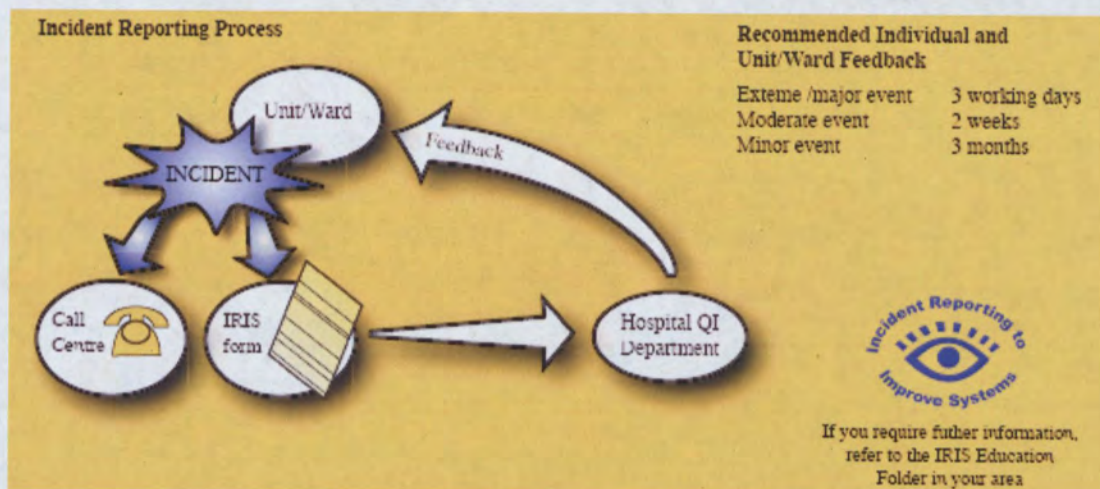 Incident Reporting Process
Unit/Ward
INCIDENT
Feedback
Call
Centre
IRIS
form
Hospital QI
Department
Recommended Individual and
Unit/Ward Feedback
Exteme /major event 3 working days
Moderate event 2 weeks
Minor event 3 months
Incident Reporting to
Improve Systems
If you require futher information,
refer to the IRIS Education
Folder in your area